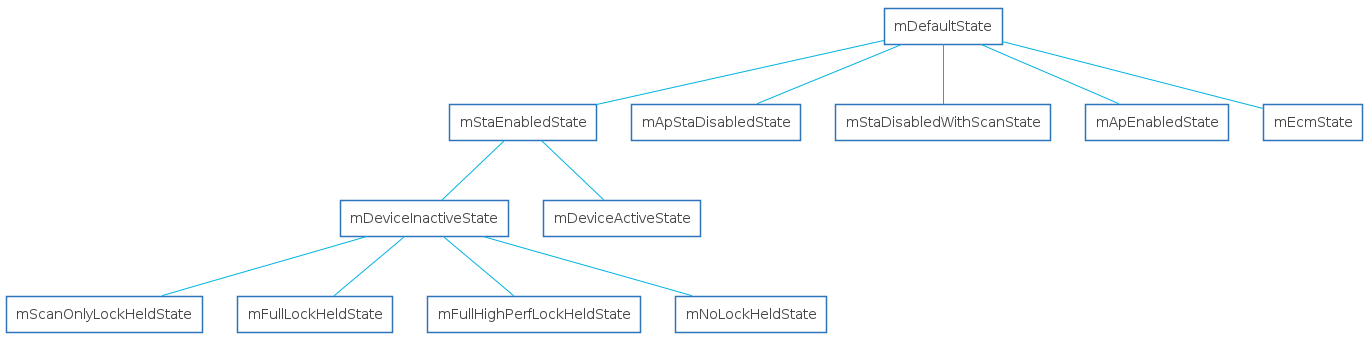 mDefaultState
mStaEnabledState
mApStaDisabledState
mStaDisabledWithScanState
mApEnabledState
mEcmState
mDeviceInactiveState
mDeviceActiveState
mScanOnlyLockHeldState
mFullLockHeldState
mFullHighPerfLockHeldState
mNoLockHeldState